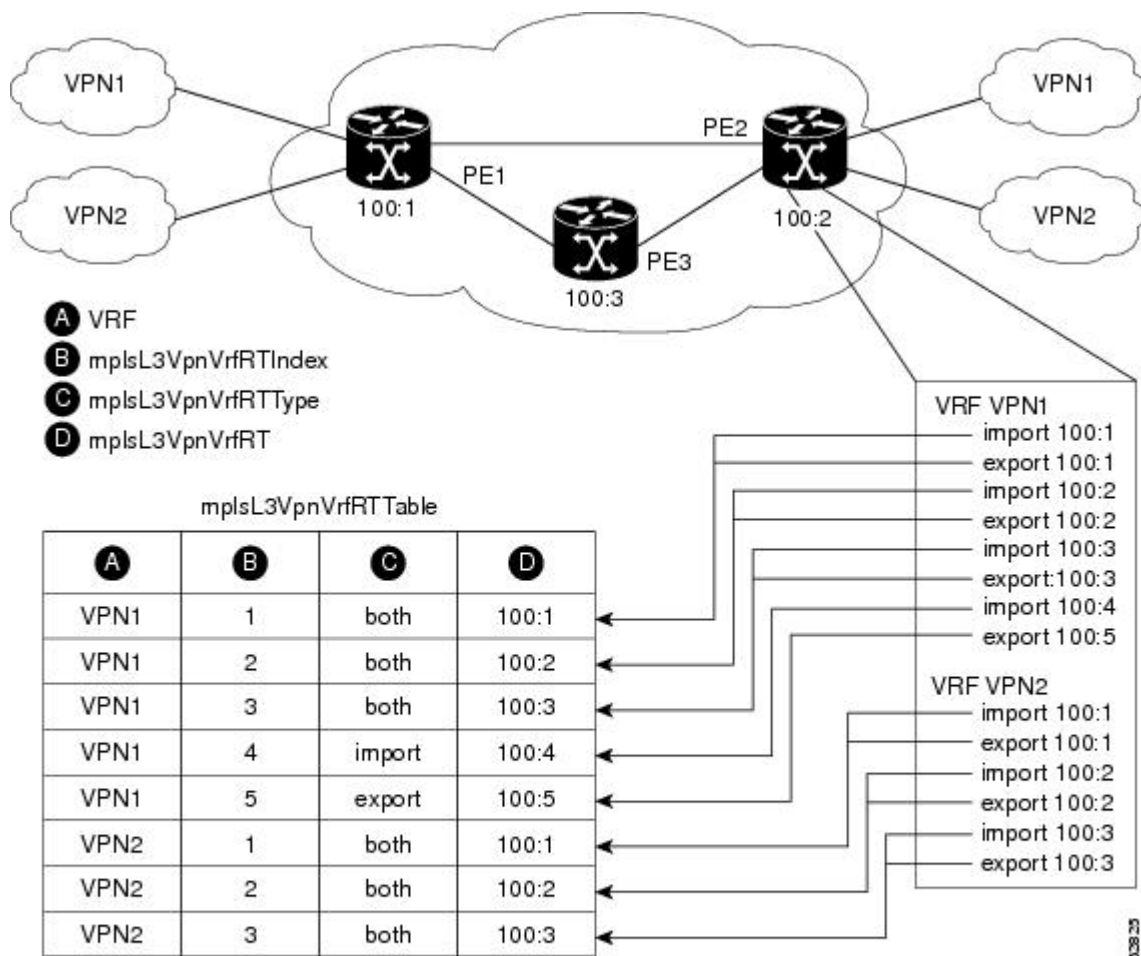 VPN1
VPN2
PE1
100:1
PE2
100:2
PE3
100:3
VPN1
VPN2
A VRF
B mplsL3VpnVrfRTIndex
C mplsL3VpnVrfRTType
D mplsL3VpnVrfRT
mplsL3VpnVrfRTTable
A B C D
VPN1 1 both 100:1
VPN1 2 both 100:2
VPN1 3 both 100:3
VPN1 4 import 100:4
VPN1 5 export 100:5
VPN2 1 both 100:1
VPN2 2 both 100:2
VPN2 3 both 100:3
VRF VPN1
import 100:1
export 100:1
import 100:2
export 100:2
import 100:3
export:100:3
import 100:4
export 100:5
VRF VPN2
import 100:1
export 100:1
import 100:2
export 100:2
import 100:3
export 100:3